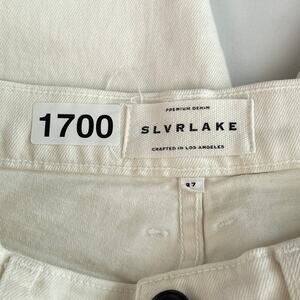 1700
PREMIUM DENIM
SLVRLAKE
CRAFTED IN LOS ANGELES
27